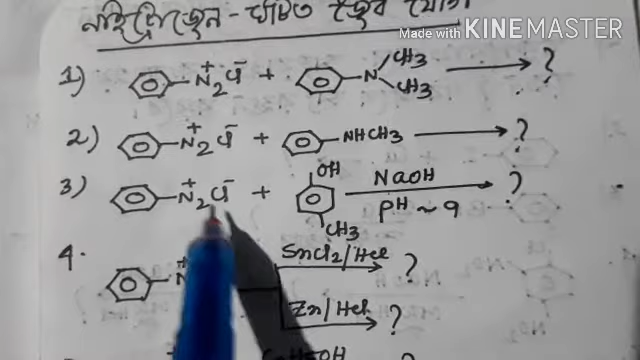 Made with KINEMASTER
নাইট্রোজেন-ঘটিত জৈব যৌগ
1) N₂⁺Cl⁻ + N CH₃ CH₃ → ?
2) N₂⁺Cl⁻ + NHCH₃ → ?
3) N₂⁺Cl⁻ + OH CH₃ NaOH pH ~ 9 → ?
4. SnCl₂/HCl → ?
Zn/HCl → ?